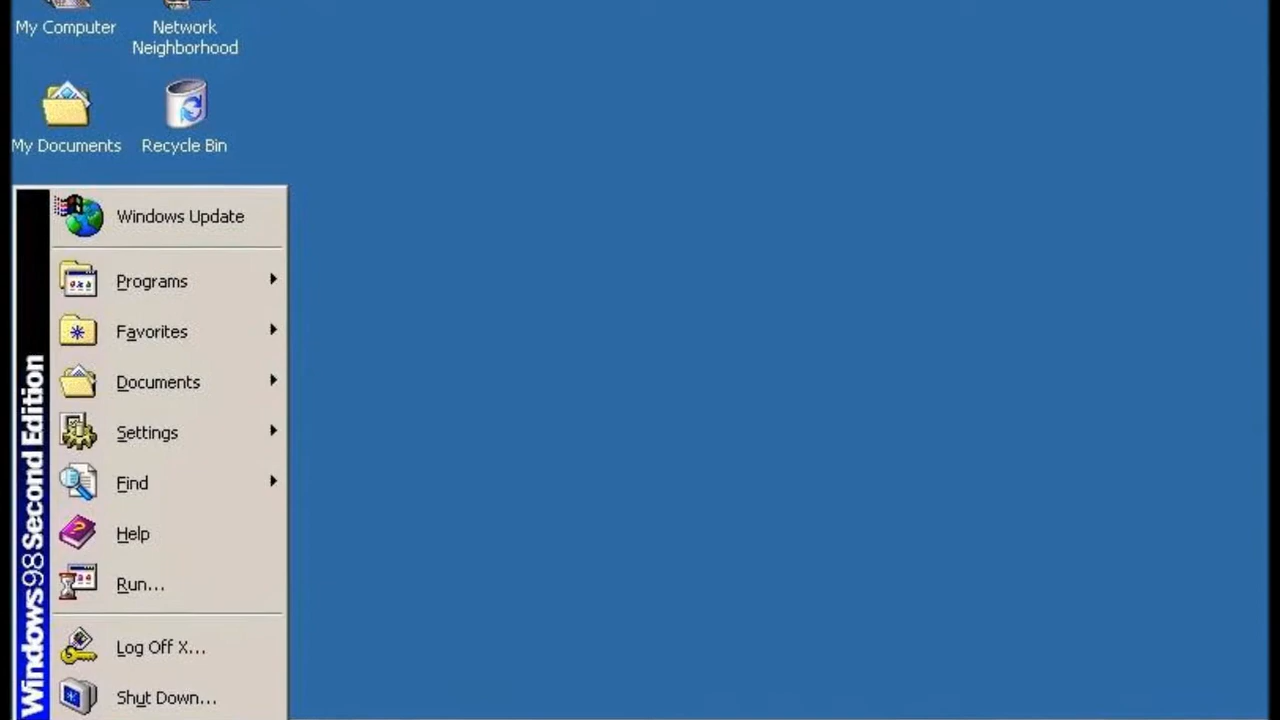 My Computer
Network
Neighborhood
My Documents
Recycle Bin
Windows Update
Programs
Favorites
Documents
Settings
Find
Help
Run...
Log Off X...
Shut Down...
Windows98 Second Edition